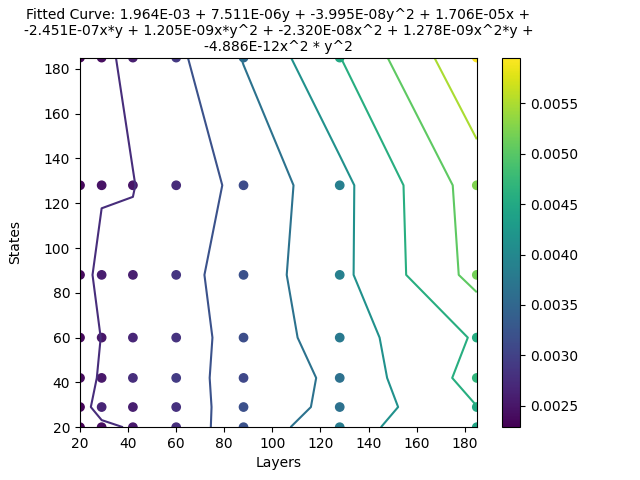 Fitted Curve: 1.964E-03 + 7.511E-06y + -3.995E-08y^2 + 1.706E-05x +
-2.451E-07x*y + 1.205E-09x*y^2 + -2.320E-08x^2 + 1.278E-09x^2*y +
-4.886E-12x^2 * y^2
180
160
140
120
100
80
60
40
20
States
20 40 60 80 100 120 140 160 180
Layers
0.0055
0.0050
0.0045
0.0040
0.0035
0.0030
0.0025